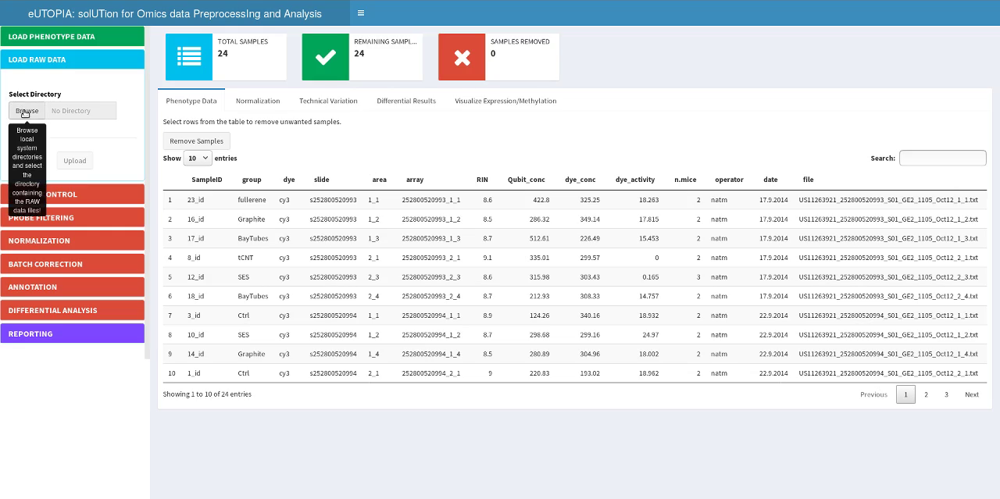 eUTOPIA: solUTion for Omics data PreprocessIng and Analysis
LOAD PHENOTYPE DATA
LOAD RAW DATA
Select Directory
Browse No Directory
Browse
local
system
directories
and select
the
directory
containing
the RAW
data files!
Upload
CONTROL
PROBE FILTERING
NORMALIZATION
BATCH CORRECTION
ANNOTATION
DIFFERENTIAL ANALYSIS
REPORTING
TOTAL SAMPLES
24
REMAINING SAMPL...
24
SAMPLES REMOVED
0
Phenotype Data Normalization Technical Variation Differential Results Visualize Expression/Methylation
Select rows from the table to remove unwanted samples.
Remove Samples
Show 10 entries Search:
SampleID group dye slide area array RIN Qubit_conc dye_conc dye_activity n.mice operator date file
1 23_id fullerene cy3 s252800520993 1_1 252800520993_1_1 8.6 422.8 325.25 18.263 2 natm 17.9.2014 US11263921_252800520993_S01_GE2_1105_Oct12_1_1.txt
2 16_id Graphite cy3 s252800520993 1_2 252800520993_1_2 8.5 286.32 349.14 17.815 2 natm 17.9.2014 US11263921_252800520993_S01_GE2_1105_Oct12_1_2.txt
3 17_id BayTubes cy3 s252800520993 1_3 252800520993_1_3 8.7 512.61 226.49 15.453 2 natm 17.9.2014 US11263921_252800520993_S01_GE2_1105_Oct12_1_3.txt
4 8_id tCNT cy3 s252800520993 2_1 252800520993_2_1 9.1 335.01 299.57 0 2 natm 17.9.2014 US11263921_252800520993_S01_GE2_1105_Oct12_2_1.txt
5 12_id SES cy3 s252800520993 2_3 252800520993_2_3 8.6 315.98 303.43 0.165 3 natm 17.9.2014 US11263921_252800520993_S01_GE2_1105_Oct12_2_3.txt
6 18_id BayTubes cy3 s252800520993 2_4 252800520993_2_4 8.7 212.93 308.33 14.757 2 natm 17.9.2014 US11263921_252800520993_S01_GE2_1105_Oct12_2_4.txt
7 3_id Ctrl cy3 s252800520994 1_1 252800520994_1_1 8.9 124.26 340.16 18.932 2 natm 22.9.2014 US11263921_252800520994_S01_GE2_1105_Oct12_1_1.txt
8 10_id SES cy3 s252800520994 1_2 252800520994_1_2 8.7 298.68 299.16 24.97 2 natm 22.9.2014 US11263921_252800520994_S01_GE2_1105_Oct12_1_2.txt
9 14_id Graphite cy3 s252800520994 1_4 252800520994_1_4 8.5 280.89 304.96 18.002 2 natm 22.9.2014 US11263921_252800520994_S01_GE2_1105_Oct12_1_4.txt
10 1_id Ctrl cy3 s252800520994 2_1 252800520994_2_1 9 220.83 193.02 18.962 2 natm 22.9.2014 US11263921_252800520994_S01_GE2_1105_Oct12_2_1.txt
Showing 1 to 10 of 24 entries Previous 1 2 3 Next